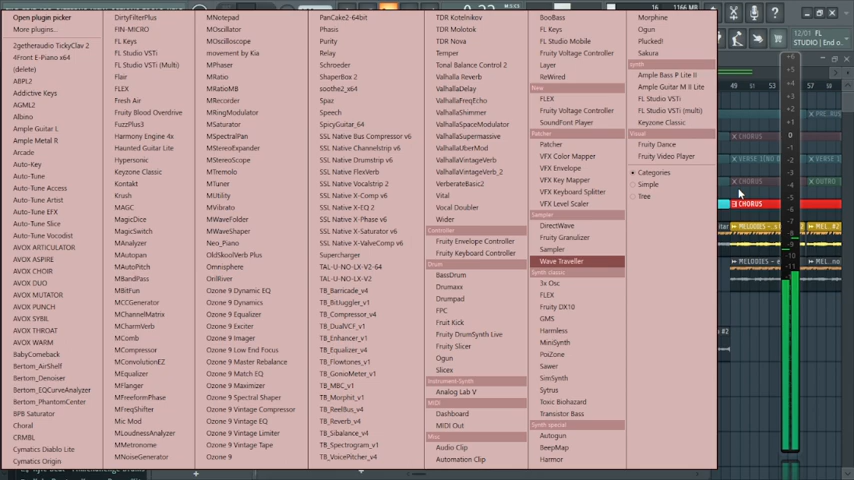 Open plugin picker
More plugins...
2getheraudio TickyClav 2
4Front E-Piano x64
(delete)
ABPL2
Addictive Keys
AGML2
Albino
Ample Guitar L
Ample Metal R
Arcade
Auto-Key
Auto-Tune
Auto-Tune Access
Auto-Tune Artist
Auto-Tune EFX
Auto-Tune Slice
Auto-Tune Vocodist
AVOX ARTICULATOR
AVOX ASPIRE
AVOX CHOIR
AVOX DUO
AVOX MUTATOR
AVOX PUNCH
AVOX SYBIL
AVOX THROAT
AVOX WARM
BabyComeback
Bertom_AirShelf
Bertom_Denoiser
Bertom_EQCurveAnalyzer
Bertom_PhantomCenter
BPB Saturator
Choral
CRMBL
Cymatics Diablo Lite
Cymatics Origin
DirtyFilterPlus
FIN-MICRO
FL Keys
FL Studio VSTi
FL Studio VSTi (Multi)
Flair
FLEX
Fresh Air
Fruity Blood Overdrive
FuzzPlus3
Harmony Engine 4x
Haunted Guitar Lite
Hypersonic
Keyzone Classic
Kontakt
Krush
MAGC
MagicDice
MagicSwitch
MAnalyzer
MAutopan
MAutoPitch
MBandPass
MBitFun
MCCGenerator
MChannelMatrix
MCharmVerb
MComb
MCompressor
MConvolutionEZ
MEqualizer
MFlanger
MFreeformPhase
MFreqShifter
Mic Mod
MLoudnessAnalyzer
MMetronome
MNoiseGenerator
MNotepad
MOscillator
MOscilloscope
movement by Kia
MPhaser
MRatio
MRatioMB
MRecorder
MRingModulator
MSaturator
MSpectralPan
MStereoExpander
MStereoScope
MTremolo
MTuner
MUtility
MVibrato
MWaveFolder
MWaveShaper
Neo_Piano
OldSkoolVerb Plus
Omnisphere
OrilRiver
Ozone 9 Dynamic EQ
Ozone 9 Dynamics
Ozone 9 Equalizer
Ozone 9 Exciter
Ozone 9 Imager
Ozone 9 Low End Focus
Ozone 9 Master Rebalance
Ozone 9 Match EQ
Ozone 9 Maximizer
Ozone 9 Spectral Shaper
Ozone 9 Vintage Compressor
Ozone 9 Vintage EQ
Ozone 9 Vintage Limiter
Ozone 9 Vintage Tape
Ozone 9
PanCake2-64bit
Phasis
Purity
Relay
Schroeder
ShaperBox 2
soothe2_x64
Spaz
Speech
SpicyGuitar_64
SSL Native Bus Compressor v6
SSL Native Channelstrip v6
SSL Native Drumstrip v6
SSL Native FlexVerb
SSL Native Vocalstrip 2
SSL Native X-Comp v6
SSL Native X-EQ 2
SSL Native X-Phase v6
SSL Native X-Saturator v6
SSL Native X-ValveComp v6
Supercharger
TAL-U-NO-LX-V2-64
TAL-U-NO-LX-V2
TB_Barricade_v4
TB_BitJuggler_v1
TB_Compressor_v4
TB_DualVCF_v1
TB_Enhancer_v1
TB_Equalizer_v4
TB_Flowtones_v1
TB_GonioMeter_v1
TB_MBC_v1
TB_Morphit_v1
TB_ReelBus_v4
TB_Reverb_v4
TB_Sibalance_v4
TB_Spectrogram_v1
TB_VoicePitcher_v4
TDR Kotelnikov
TDR Molotok
TDR Nova
Temper
Tonal Balance Control 2
Valhalla Reverb
ValhallaDelay
ValhallaFreqEcho
ValhallaShimmer
ValhallaSpaceModulator
ValhallaSupermassive
ValhallaUberMod
ValhallaVintageVerb
ValhallaVintageVerb_2
VerberateBasic2
Vital
Vocal Doubler
Wider
Controller
Fruity Envelope Controller
Fruity Keyboard Controller
Drum
BassDrum
Drumaxx
Drumpad
FPC
Fruit Kick
Fruity DrumSynth Live
Fruity Slicer
Ogun
Slicex
Instrument-Synth
Analog Lab V
MIDI
Dashboard
MIDI Out
Misc
Audio Clip
Automation Clip
BooBass
FL Keys
FL Studio Mobile
Fruity Voltage Controller
Layer
ReWired
New
FLEX
Fruity Voltage Controller
SoundFont Player
Patcher
Patcher
VFX Color Mapper
VFX Envelope
VFX Key Mapper
VFX Keyboard Splitter
VFX Level Scaler
Sampler
DirectWave
Fruity Granulizer
Sampler
Wave Traveller
Synth classic
3x Osc
FLEX
Fruity DX10
GMS
Harmless
MiniSynth
PoiZone
Sawer
SimSynth
Sytrus
Toxic Biohazard
Transistor Bass
Synth special
Autogun
BeepMap
Harmor
Morphine
Ogun
Plucked!
Sakura
synth
Ample Bass P Lite II
Ample Guitar M II Lite
FL Studio VSTi
FL Studio VSTi (multi)
Keyzone Classic
Visual
Fruity Dance
Fruity Video Player
Categories
Simple
Tree
12/01 FL
STUDIO | End o
49 53
CHORUS
CHORUS
OUTRO
CHORUS